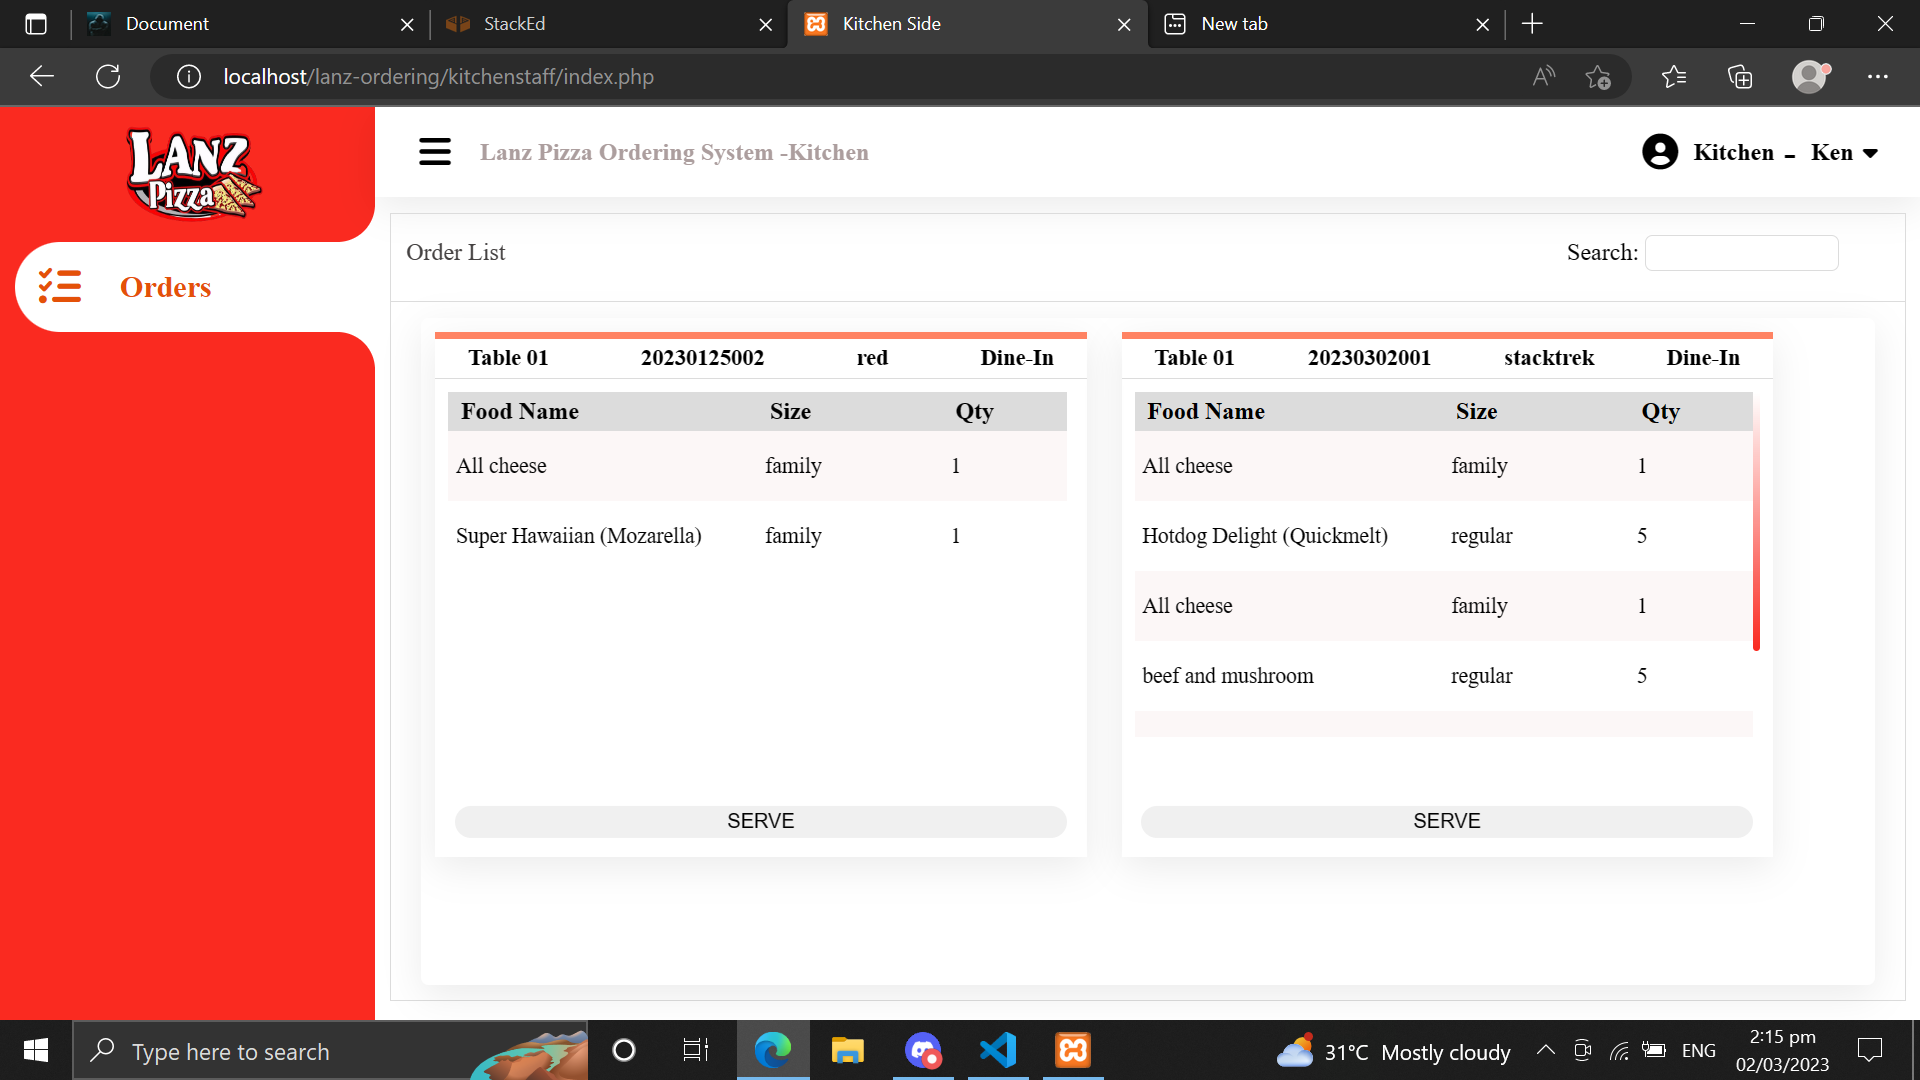 Document
StackEd
Kitchen Side
New tab
localhost/lanz-ordering/kitchenstaff/index.php
LANZ
Pizza
Lanz Pizza Ordering System -Kitchen
Kitchen - Ken
Orders
Order List
Search:
Table 01 20230125002 red Dine-In
Food Name Size Qty
All cheese family 1
Super Hawaiian (Mozarella) family 1
SERVE
Table 01 20230302001 stacktrek Dine-In
Food Name Size Qty
All cheese family 1
Hotdog Delight (Quickmelt) regular 5
All cheese family 1
beef and mushroom regular 5
SERVE
Type here to search
31°C Mostly cloudy
ENG
2:15 pm
02/03/2023